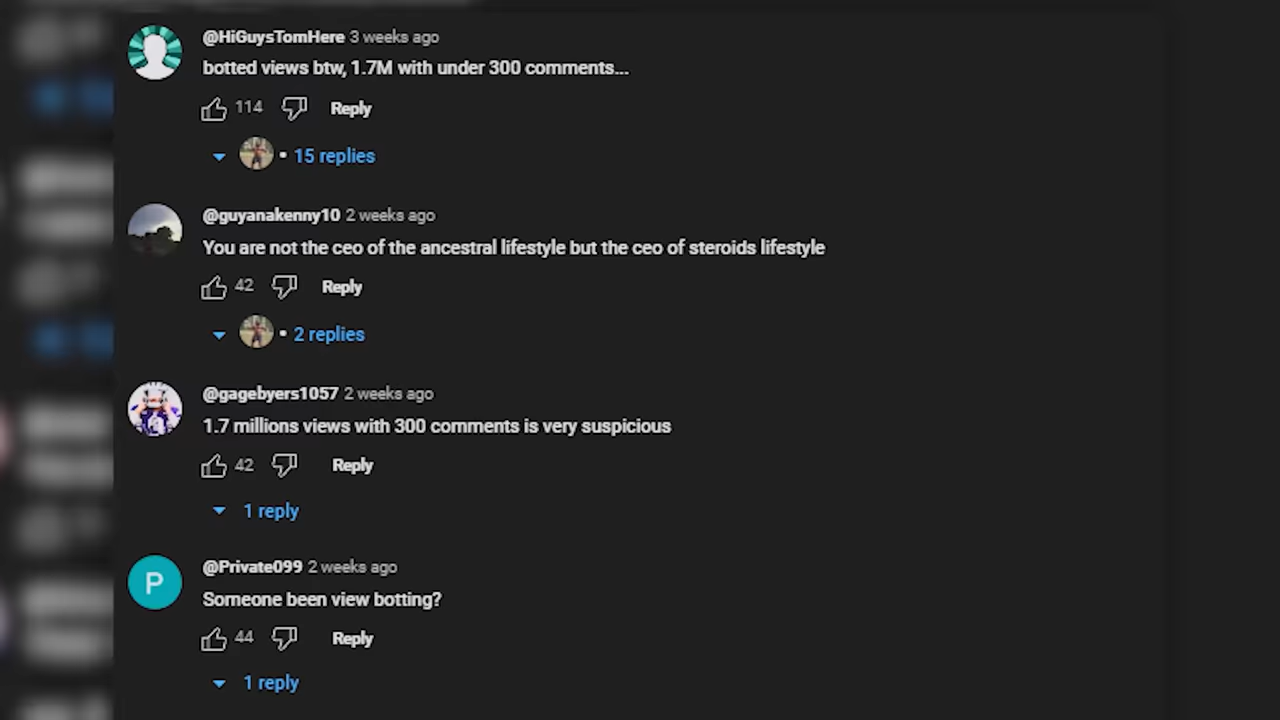 @HiGuysTomHere 3 weeks ago
botted views btw, 1.7M with under 300 comments...
114 Reply
• 15 replies
@guyanakenny10 2 weeks ago
You are not the ceo of the ancestral lifestyle but the ceo of steroids lifestyle
42 Reply
• 2 replies
@gagebyers1057 2 weeks ago
1.7 millions views with 300 comments is very suspicious
42 Reply
1 reply
P
@Private099 2 weeks ago
Someone been view botting?
44 Reply
1 reply